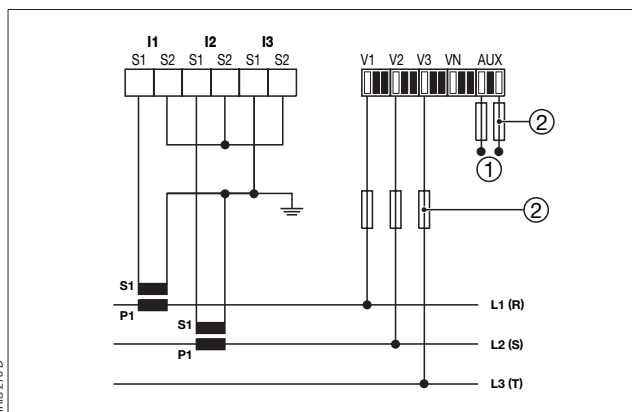 I1 I2 I3
S1 S2 S1 S2 S1 S2
V1 V2 V3 VN AUX
2
1
2
S1
P1
L1 (R)
S1
P1
L2 (S)
L3 (T)